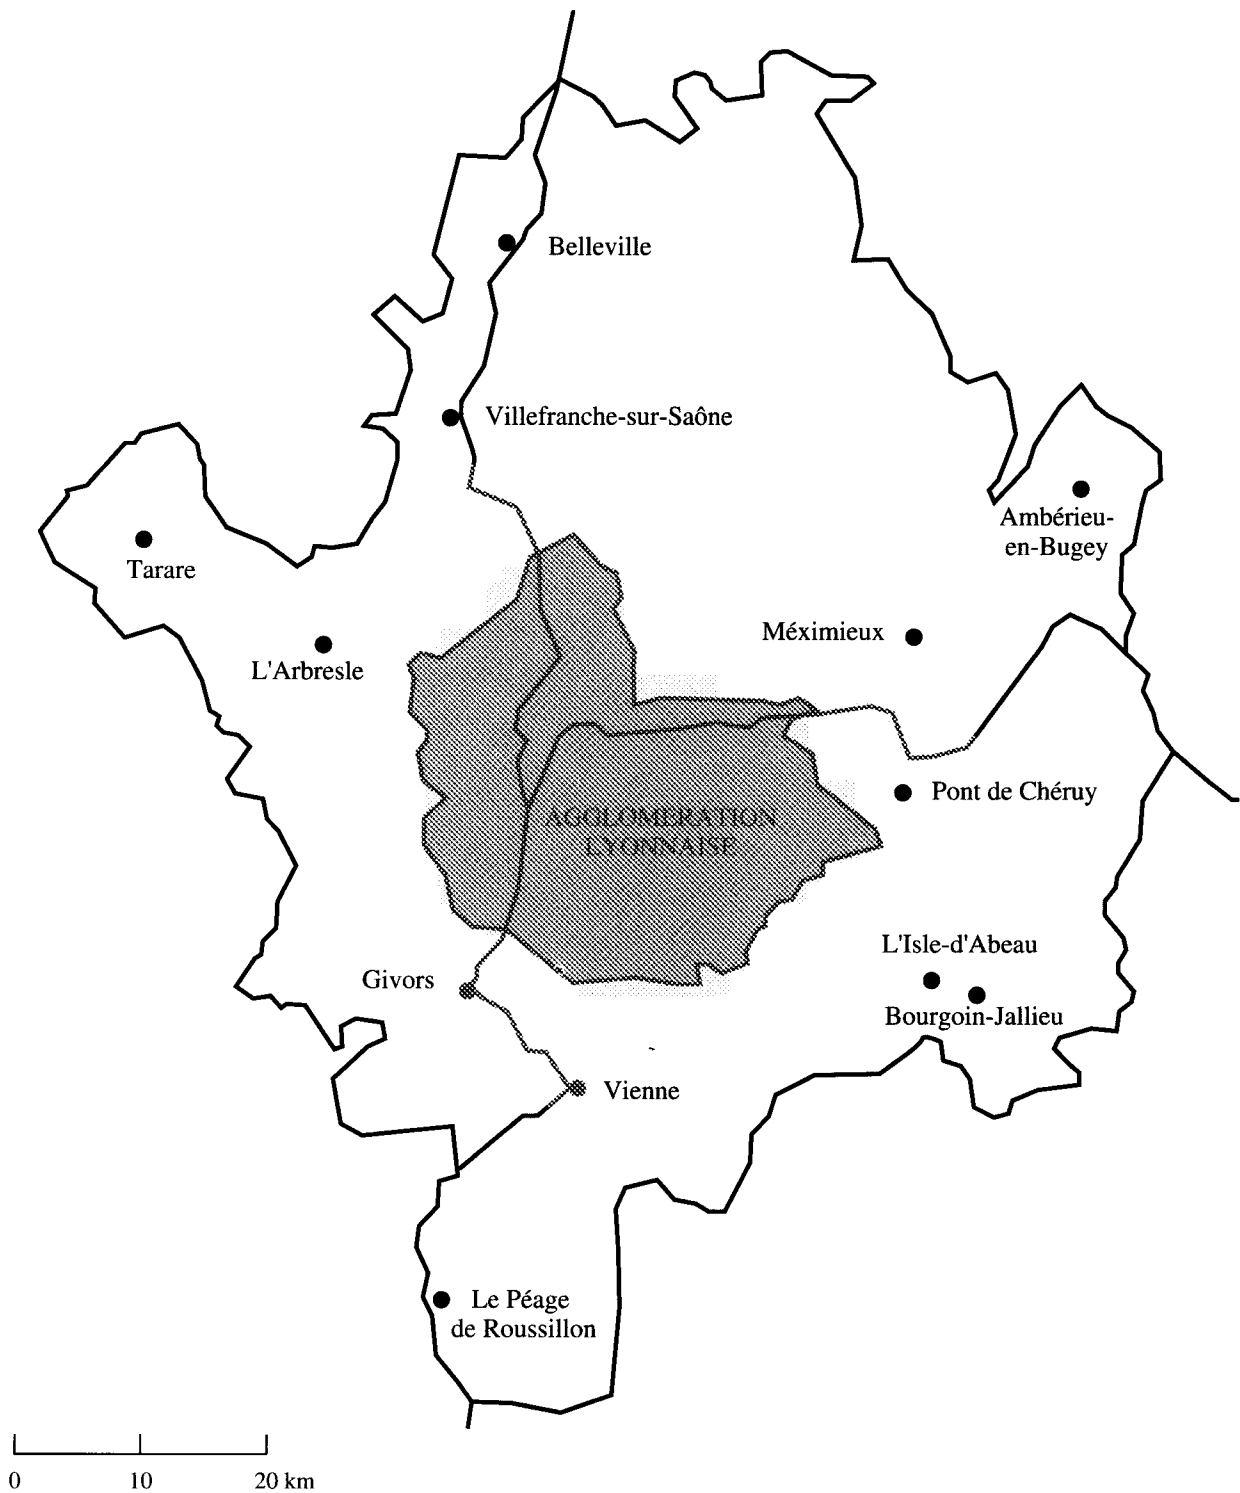 Belleville
Villefranche-sur-Saône
Ambérieu-
en-Bugey
Tarare
Méximieux
L'Arbresle
Pont de Chéruy
AGGLOMERATION
LYONNAISE
L'Isle-d'Abeau
Givors
Bourgoin-Jallieu
Vienne
Le Péage
de Roussillon
0 10 20 km